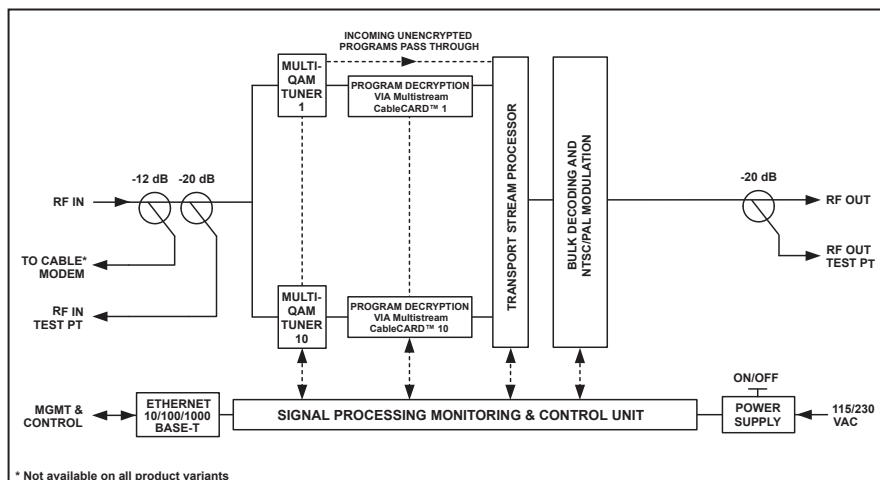 INCOMING UNENCRYPTED
PROGRAMS PASS THROUGH
MULTI-
QAM
TUNER
1
PROGRAM DECRYPTION
VIA Multistream
CableCARD™ 1
-12 dB
-20 dB
RF IN
TO CABLE*
MODEM
RF IN
TEST PT
MULTI-
QAM
TUNER
10
PROGRAM DECRYPTION
VIA Multistream
CableCARD™ 10
TRANSPORT STREAM PROCESSOR
BULK DECODING AND
NTSC/PAL MODULATION
-20 dB
RF OUT
RF OUT
TEST PT
MGMT &
CONTROL
ETHERNET
10/100/1000
BASE-T
SIGNAL PROCESSING MONITORING & CONTROL UNIT
ON/OFF
POWER
SUPPLY
115/230
VAC
* Not available on all product variants